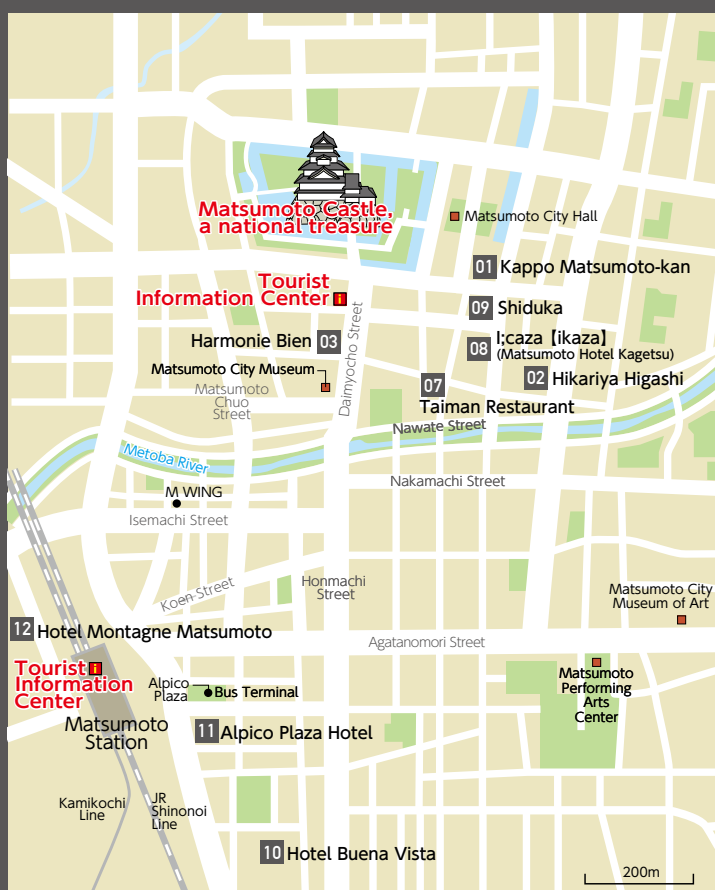 Matsumoto Castle,
a national treasure
Matsumoto City Hall
01 Kappo Matsumoto-kan
Tourist
Information Center
i
09 Shiduka
Daimyocho Street
Harmonie Bien 03
08 I;caza【ikaza】
(Matsumoto Hotel Kagetsu)
Matsumoto City Museum
02 Hikariya Higashi
07
Taiman Restaurant
Matsumoto
Chuo
Street
Nawate Street
Metoba River
Nakamachi Street
M WING
Isemachi Street
Koen-Street
Honmachi
Street
Matsumoto City
Museum of Art
12 Hotel Montagne Matsumoto
Agatanomori Street
Tourist
Information
Center
i
Alpico
Plaza
Bus Terminal
Matsumoto
Performing
Arts
Center
Matsumoto
Station
11 Alpico Plaza Hotel
Kamikochi
Line
JR
Shinonoi
Line
10 Hotel Buena Vista
200m